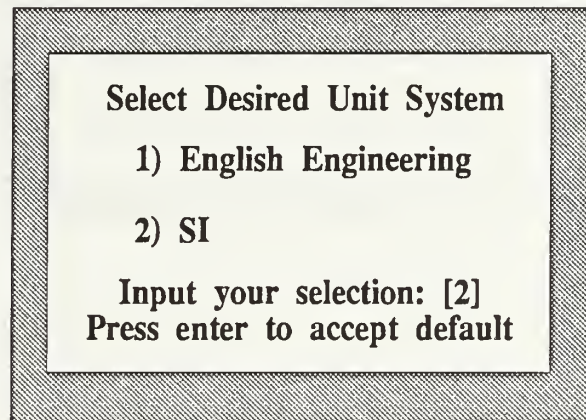 Select Desired Unit System
1) English Engineering
2) SI
Input your selection: [2]
Press enter to accept default